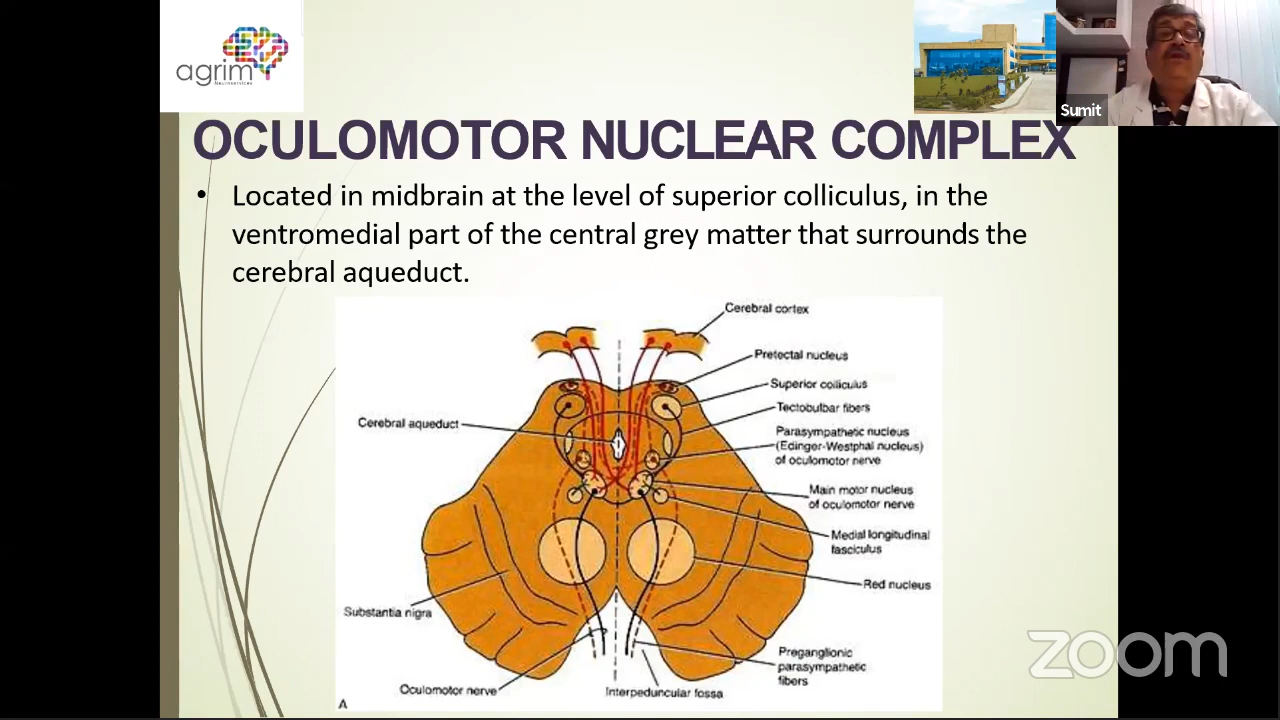 agrim
Neuroservices
Sumit
OCULOMOTOR NUCLEAR COMPLEX
• Located in midbrain at the level of superior colliculus, in the
ventromedial part of the central grey matter that surrounds the
cerebral aqueduct.
Cerebral cortex
Pretectal nucleus
Superior colliculus
Tectobulbar fibers
Cerebral aqueduct
Parasympathetic nucleus
(Edinger-Westphal nucleus)
of oculomotor nerve
Main motor nucleus
of oculomotor nerve
Medial longitudinal
fasciculus
Red nucleus
Substantia nigra
Preganglionic
parasympathetic
fibers
Oculomotor nerve
Interpeduncular fossa
A
zoom